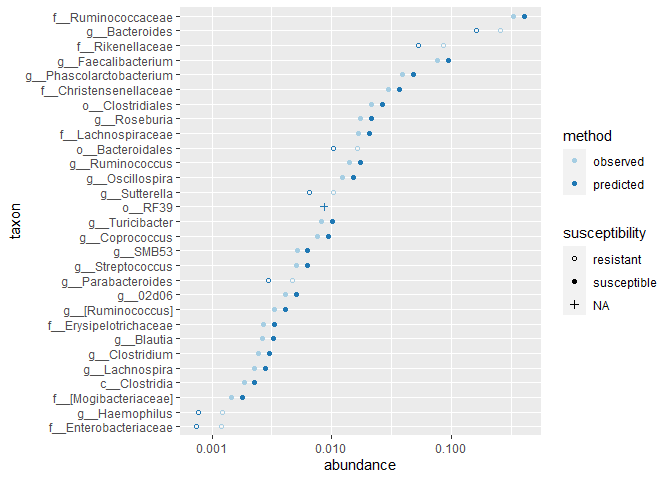 taxon
f__Ruminococcaceae
g__Bacteroides
f__Rikenellaceae
g__Faecalibacterium
g__Phascolarctobacterium
f__Christensenellaceae
o__Clostridiales
g__Roseburia
f__Lachnospiraceae
o__Bacteroidales
g__Ruminococcus
g__Oscillospira
g__Sutterella
o__RF39
g__Turicibacter
g__Coprococcus
g__SMB53
g__Streptococcus
g__Parabacteroides
g__02d06
g__[Ruminococcus]
f__Erysipelotrichaceae
g__Blautia
g__Clostridium
g__Lachnospira
c__Clostridia
f__[Mogibacteriaceae]
g__Haemophilus
f__Enterobacteriaceae
0.001 0.010 0.100
abundance
method
observed
predicted
susceptibility
resistant
susceptible
NA